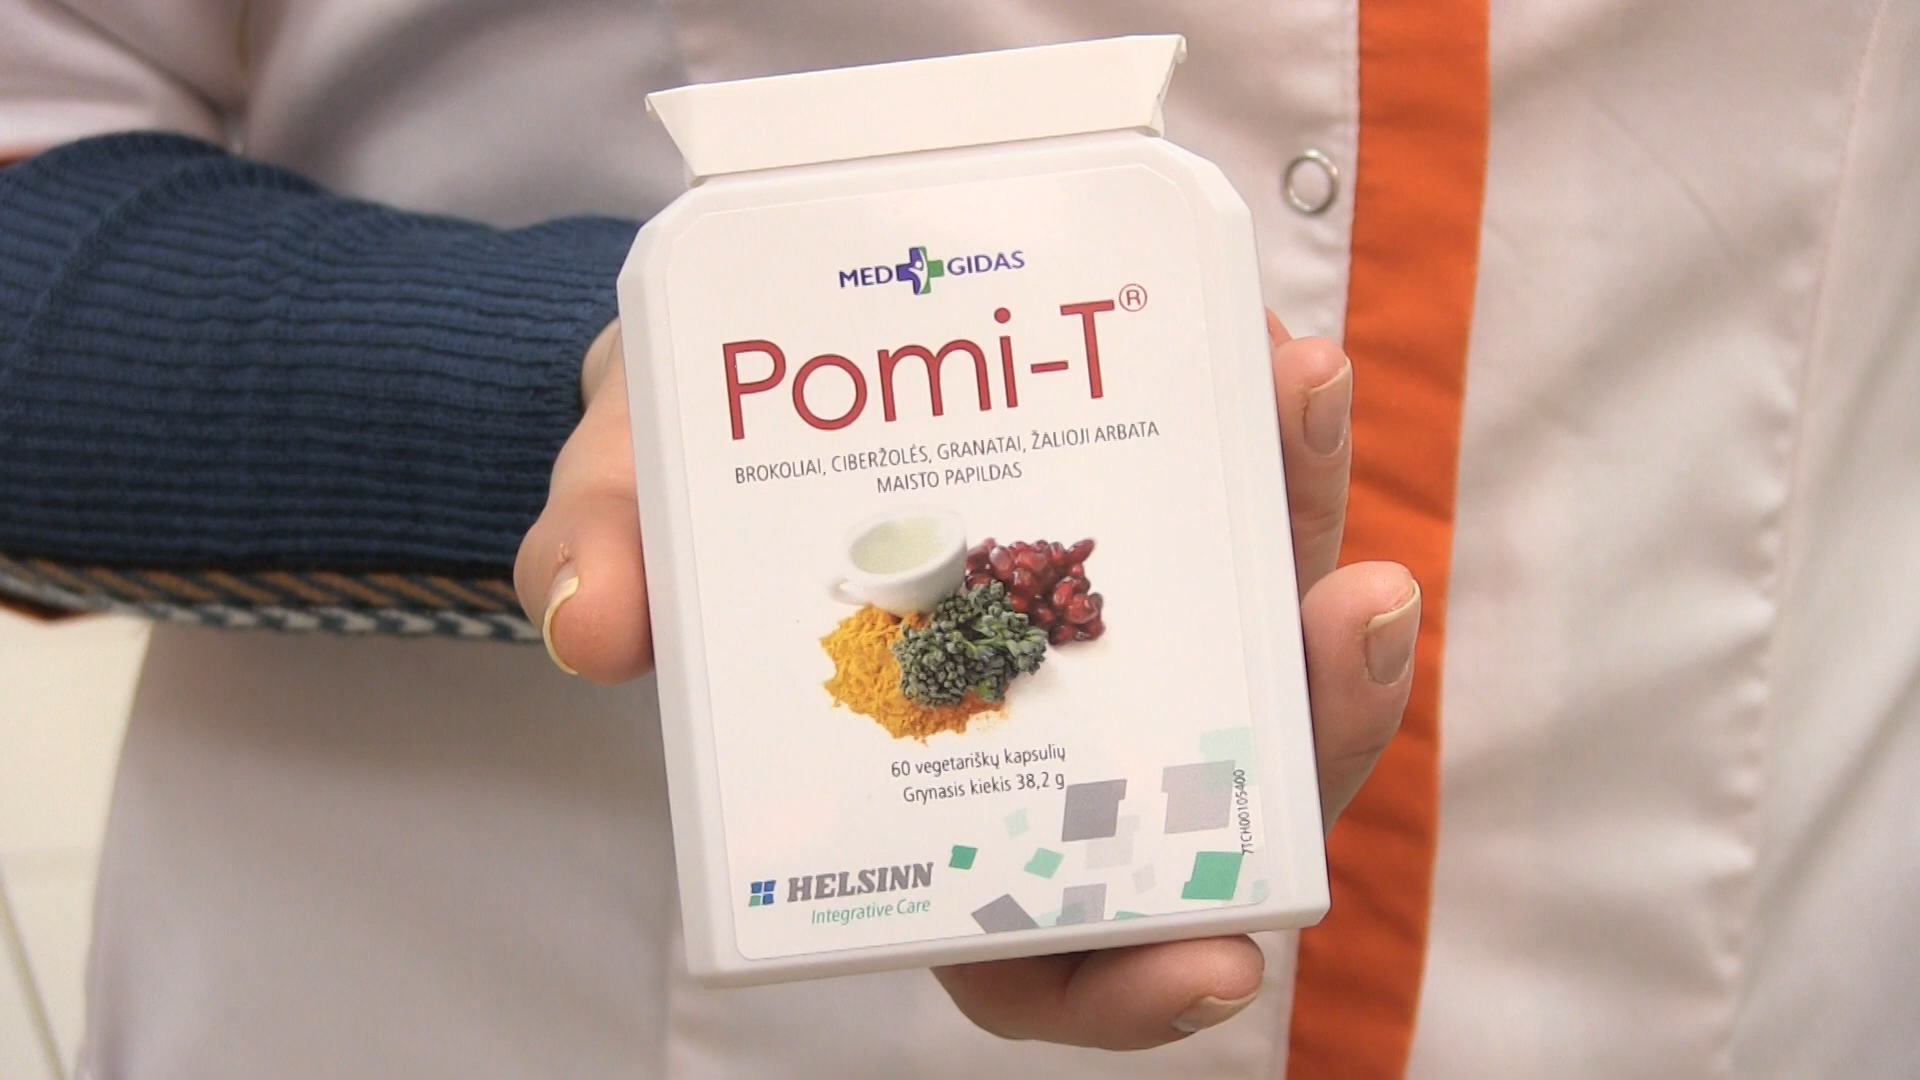 MED GIDAS
Pomi-T®
BROKOLIAI, CIBERŽOLĖS, GRANATAI, ŽALIOJI ARBATA
MAISTO PAPILDAS
60 vegetariškų kapsulių
Grynasis kiekis 38,2 g
7TCH00105400
HELSINN
Integrative Care